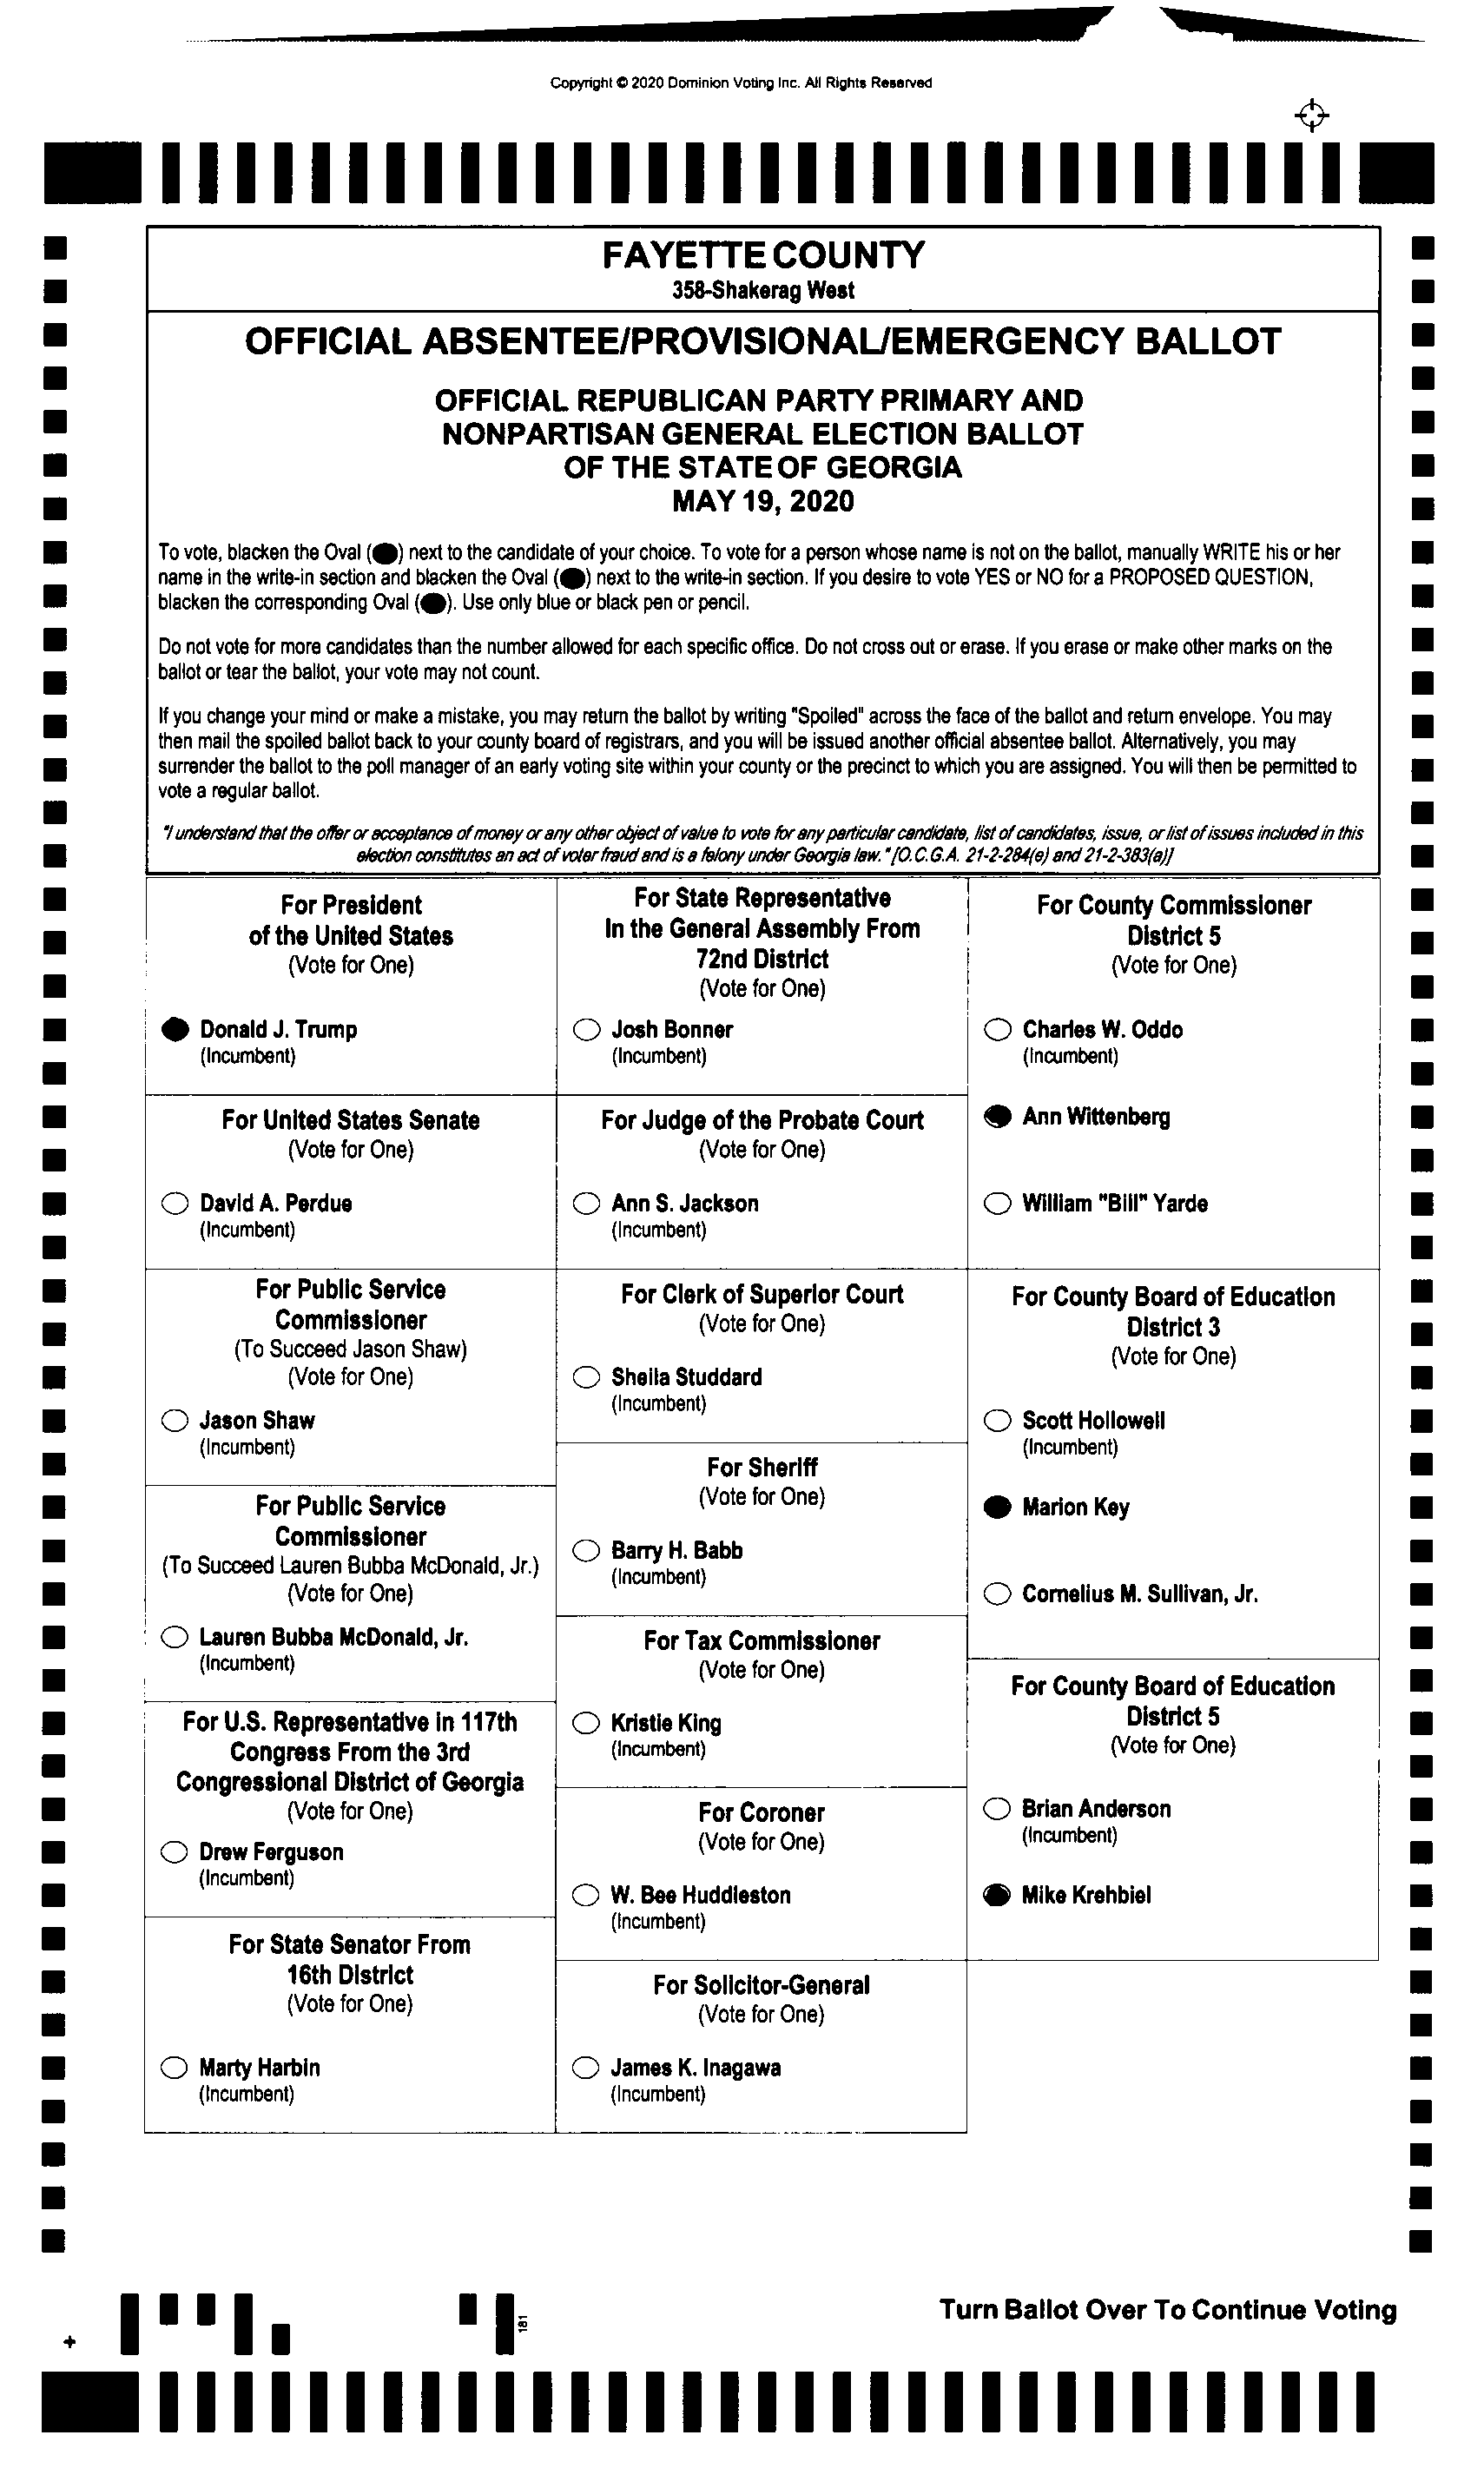 Copyright © 2020 Dominion Voting Inc. All Rights Reserved
FAYETTE COUNTY
358-Shakerag West
OFFICIAL ABSENTEE/PROVISIONAL/EMERGENCY BALLOT
OFFICIAL REPUBLICAN PARTY PRIMARY AND
NONPARTISAN GENERAL ELECTION BALLOT
OF THE STATE OF GEORGIA
MAY 19, 2020
To vote, blacken the Oval (●) next to the candidate of your choice. To vote for a person whose name is not on the ballot, manually WRITE his or her
name in the write-in section and blacken the Oval (●) next to the write-in section. If you desire to vote YES or NO for a PROPOSED QUESTION,
blacken the corresponding Oval (●). Use only blue or black pen or pencil.
Do not vote for more candidates than the number allowed for each specific office. Do not cross out or erase. If you erase or make other marks on the
ballot or tear the ballot, your vote may not count.
If you change your mind or make a mistake, you may return the ballot by writing "Spoiled" across the face of the ballot and return envelope. You may
then mail the spoiled ballot back to your county board of registrars, and you will be issued another official absentee ballot. Alternatively, you may
surrender the ballot to the poll manager of an early voting site within your county or the precinct to which you are assigned. You will then be permitted to
vote a regular ballot.
"I understand that the offer or acceptance of money or any other object of value to vote for any particular candidate, list of candidates, issue, or list of issues included in this
election constitutes an act of voter fraud and is a felony under Georgia law." [O.C.G.A. 21-2-284(e) and 21-2-383(a)]
For President
of the United States
(Vote for One)
Donald J. Trump
(Incumbent)
For United States Senate
(Vote for One)
David A. Perdue
(Incumbent)
For Public Service
Commissioner
(To Succeed Jason Shaw)
(Vote for One)
Jason Shaw
(Incumbent)
For Public Service
Commissioner
(To Succeed Lauren Bubba McDonald, Jr.)
(Vote for One)
Lauren Bubba McDonald, Jr.
(Incumbent)
For U.S. Representative in 117th
Congress From the 3rd
Congressional District of Georgia
(Vote for One)
Drew Ferguson
(Incumbent)
For State Senator From
16th District
(Vote for One)
Marty Harbin
(Incumbent)
For State Representative
In the General Assembly From
72nd District
(Vote for One)
Josh Bonner
(Incumbent)
For Judge of the Probate Court
(Vote for One)
Ann S. Jackson
(Incumbent)
For Clerk of Superior Court
(Vote for One)
Sheila Studdard
(Incumbent)
For Sheriff
(Vote for One)
Barry H. Babb
(Incumbent)
For Tax Commissioner
(Vote for One)
Kristie King
(Incumbent)
For Coroner
(Vote for One)
W. Bee Huddleston
(Incumbent)
For Solicitor-General
(Vote for One)
James K. Inagawa
(Incumbent)
For County Commissioner
District 5
(Vote for One)
Charles W. Oddo
(Incumbent)
Ann Wittenberg
William "Bill" Yarde
For County Board of Education
District 3
(Vote for One)
Scott Hollowell
(Incumbent)
Marion Key
Cornelius M. Sullivan, Jr.
For County Board of Education
District 5
(Vote for One)
Brian Anderson
(Incumbent)
Mike Krehbiel
Turn Ballot Over To Continue Voting
181